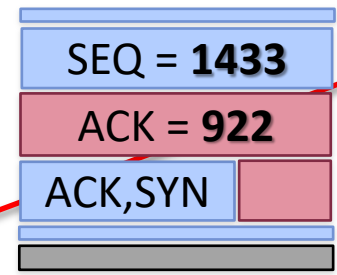 SEQ = 1433
ACK = 922
ACK,SYN